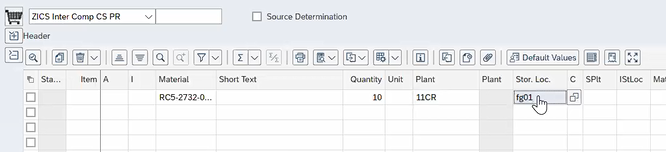 ZICS Inter Comp CS PR Source Determination
Header
Default Values
Sta... Item A I Material Short Text Quantity Unit Plant Plant Stor. Loc. C SPlt IStLoc Mat
RC5-2732-0... 10 11CR fg01